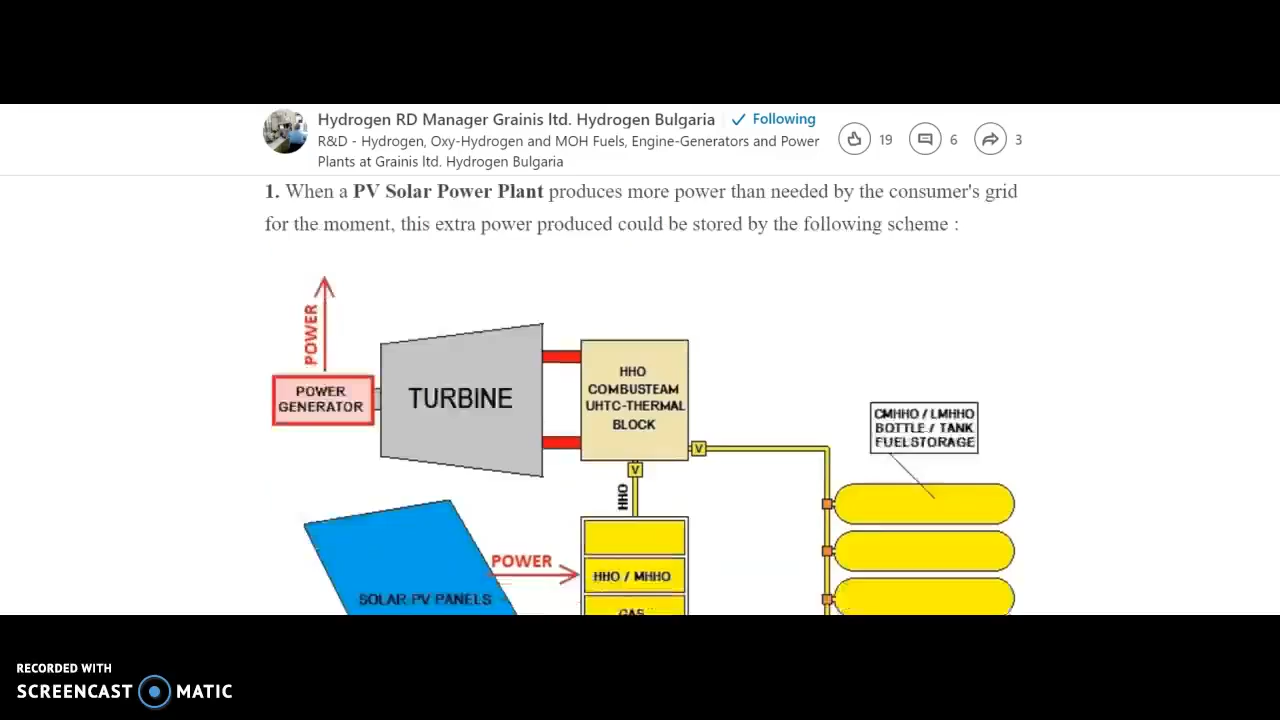 Hydrogen RD Manager Grainis ltd. Hydrogen Bulgaria ✓ Following
R&D - Hydrogen, Oxy-Hydrogen and MOH Fuels, Engine-Generators and Power
Plants at Grainis ltd. Hydrogen Bulgaria
19 6 3
1. When a PV Solar Power Plant produces more power than needed by the consumer's grid
for the moment, this extra power produced could be stored by the following scheme :
POWER
POWER
GENERATOR
TURBINE
HHO
COMBUSTEAM
UHTC-THERMAL
BLOCK
V
V
HHO
CMHHO / LMHHO
BOTTLE / TANK
FUELSTORAGE
POWER
SOLAR PV PANELS
HHO / MHHO
GAS
RECORDED WITH
SCREENCAST MATIC